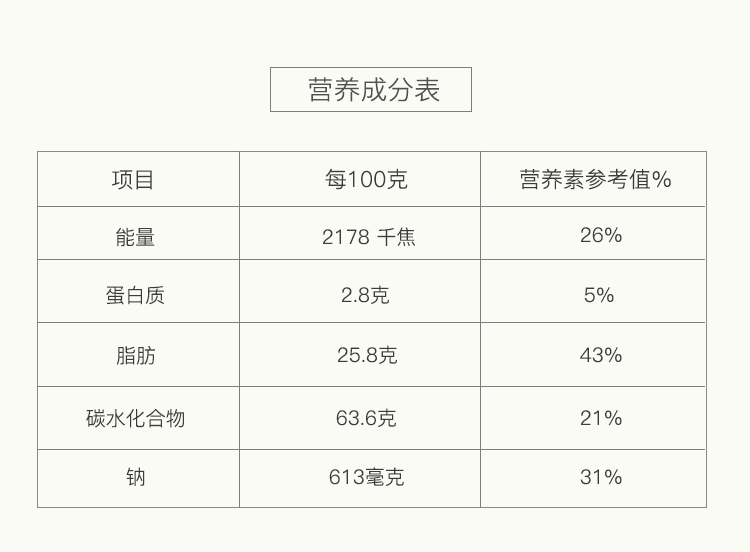 营养成分表
项目 每100克 营养素参考值%
能量 2178 千焦 26%
蛋白质 2.8克 5%
脂肪 25.8克 43%
碳水化合物 63.6克 21%
钠 613毫克 31%